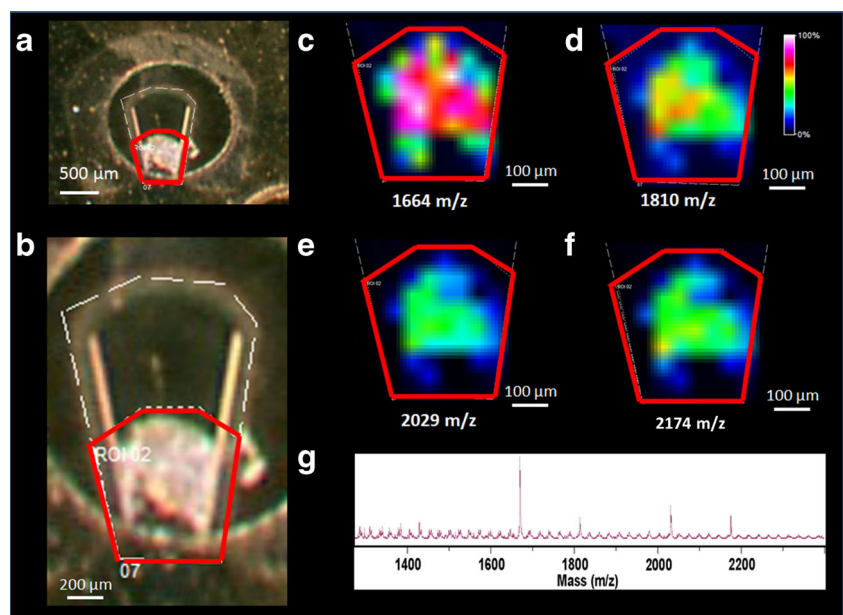 a
ROI 02
07
500 µm
b
ROI 02
07
200 µm
c
ROI 02
100 µm
1664 m/z
d
ROI 02
07
100%
0%
100 µm
1810 m/z
e
ROI 02
100 µm
2029 m/z
f
ROI 02
100 µm
2174 m/z
g
1400 1600 1800 2000 2200
Mass (m/z)